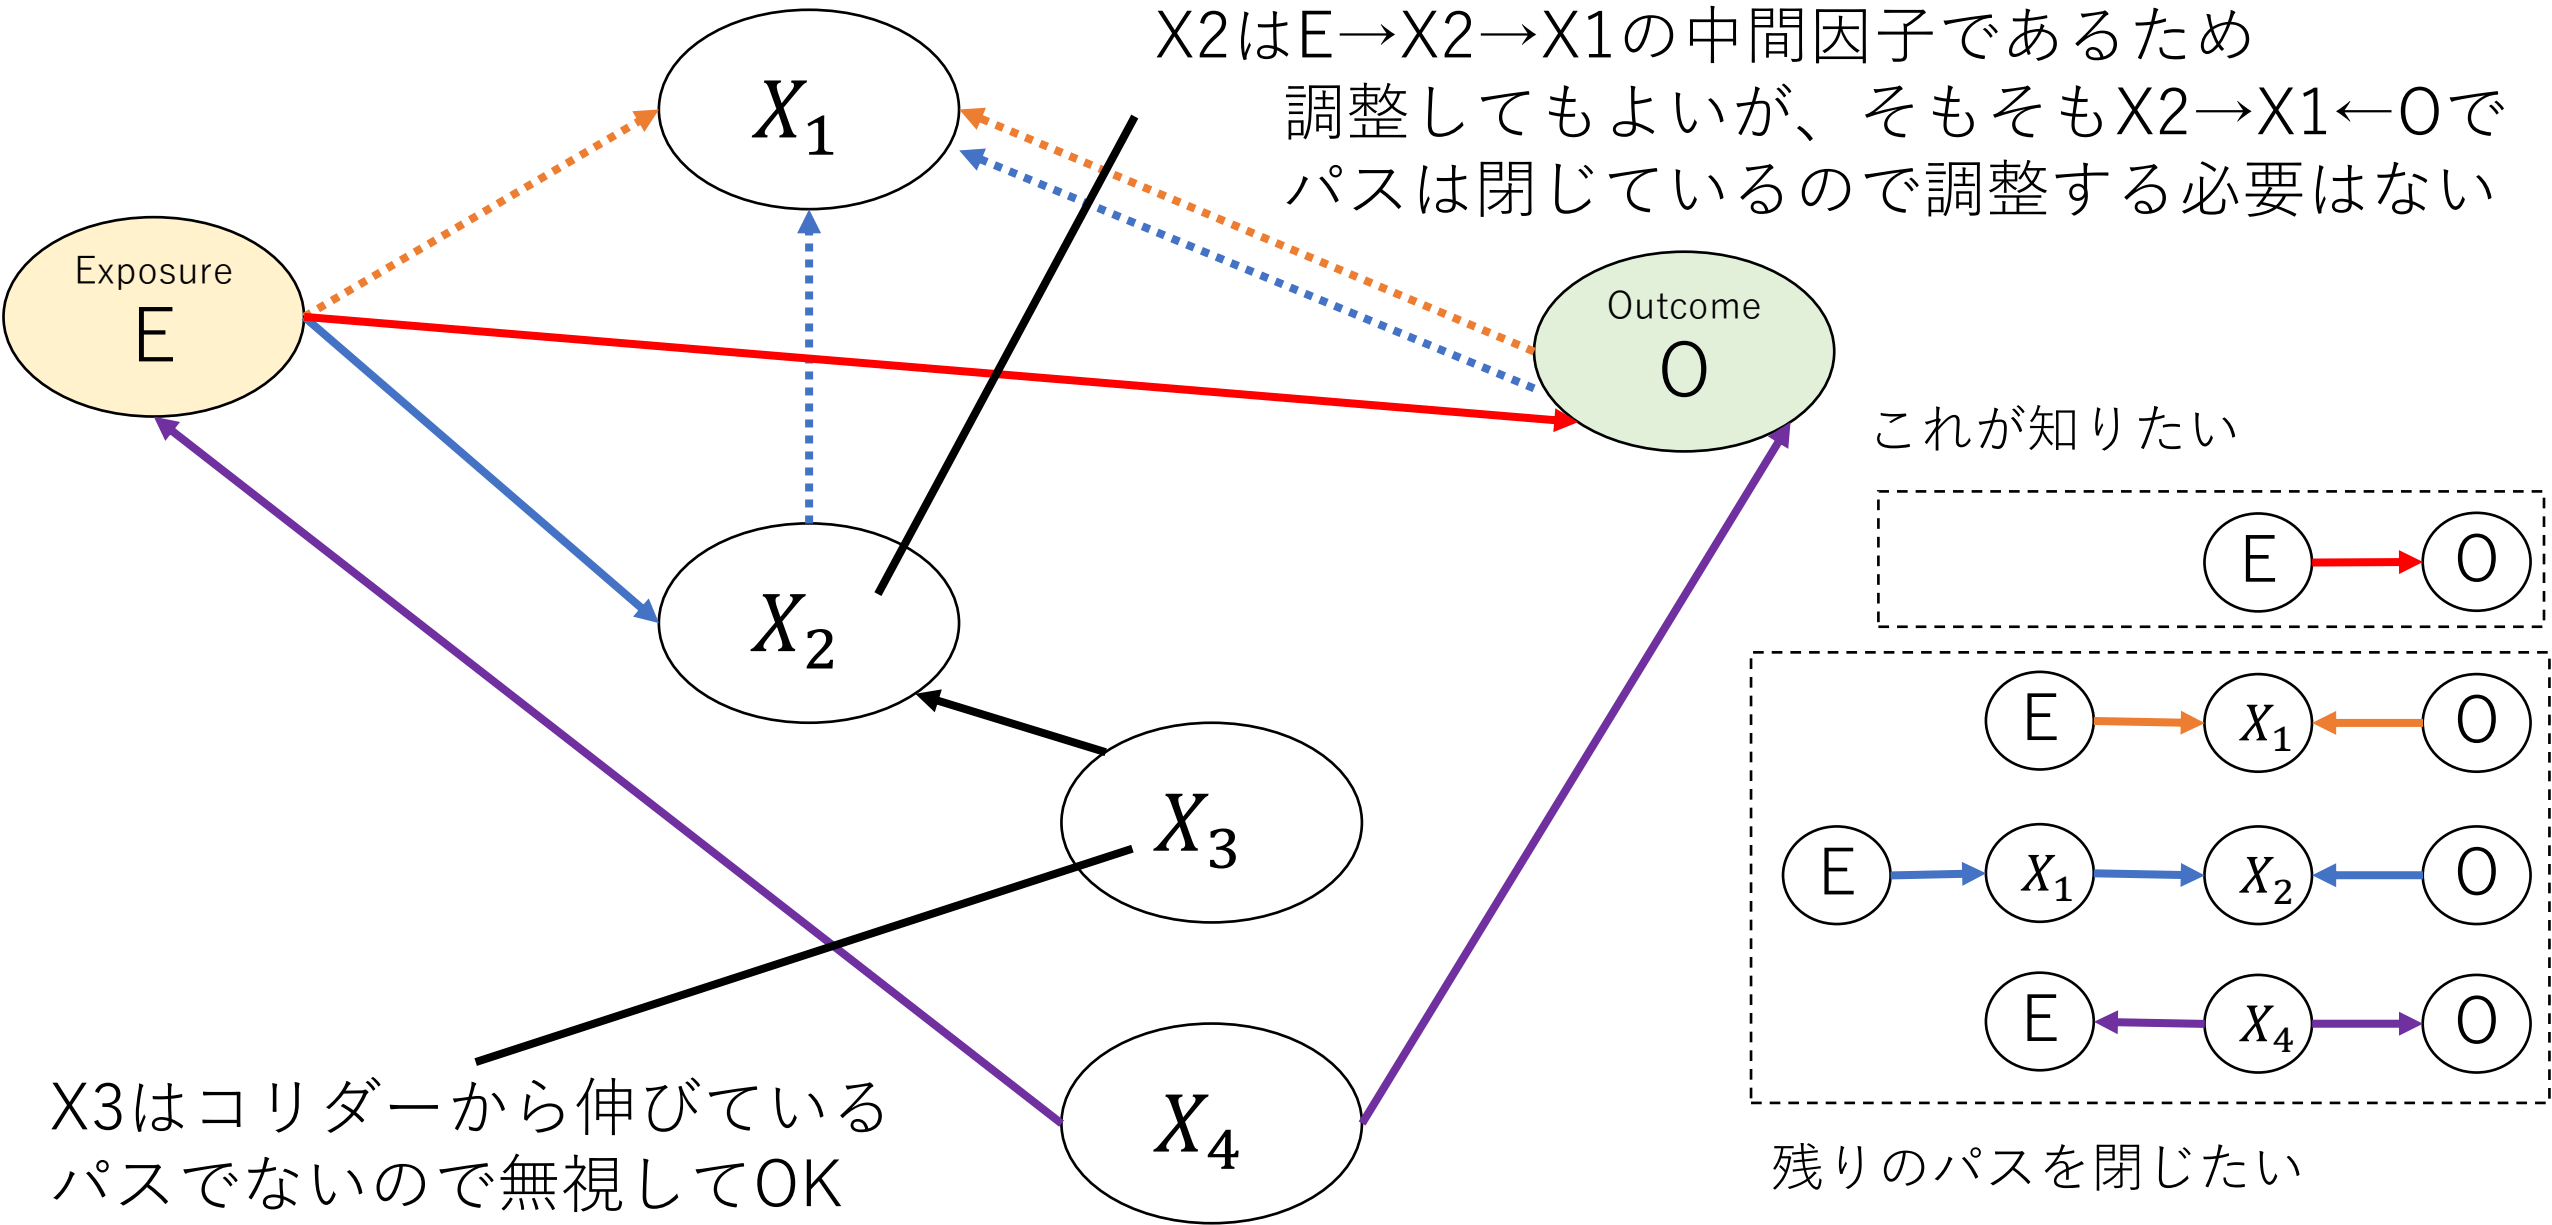 X2はE→X2→X1の中間因子であるため
調整してもよいが、そもそもX2→X1←Oで
パスは閉じているので調整する必要はない
X₁
Exposure
E
Outcome
O
これが知りたい
E O
X₂
E X₁ O
X₃
E X₁ X₂ O
E X₄ O
X₄
X3はコリダーから伸びている
パスでないので無視してOK
残りのパスを閉じたい